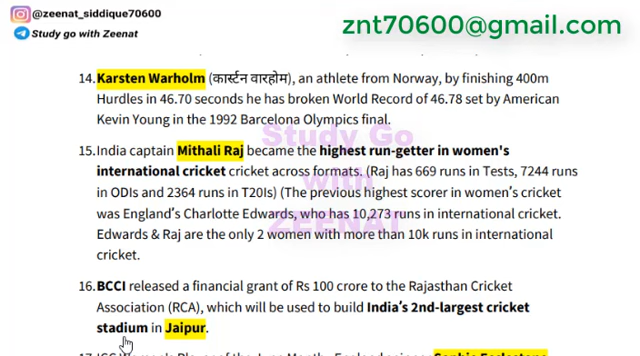 @zeenat_siddique70600
Study go with Zeenat
znt70600@gmail.com
14. Karsten Warholm (कार्स्टन वारहोम), an athlete from Norway, by finishing 400m
Hurdles in 46.70 seconds he has broken World Record of 46.78 set by American
Kevin Young in the 1992 Barcelona Olympics final.
15. India captain Mithali Raj became the highest run-getter in women's
international cricket cricket across formats. (Raj has 669 runs in Tests, 7244 runs
in ODIs and 2364 runs in T20Is) (The previous highest scorer in women's cricket
was England's Charlotte Edwards, who has 10,273 runs in international cricket.
Edwards & Raj are the only 2 women with more than 10k runs in international
cricket.
Study Go
with
ZEENAT
16. BCCI released a financial grant of Rs 100 crore to the Rajasthan Cricket
Association (RCA), which will be used to build India's 2nd-largest cricket
stadium in Jaipur.